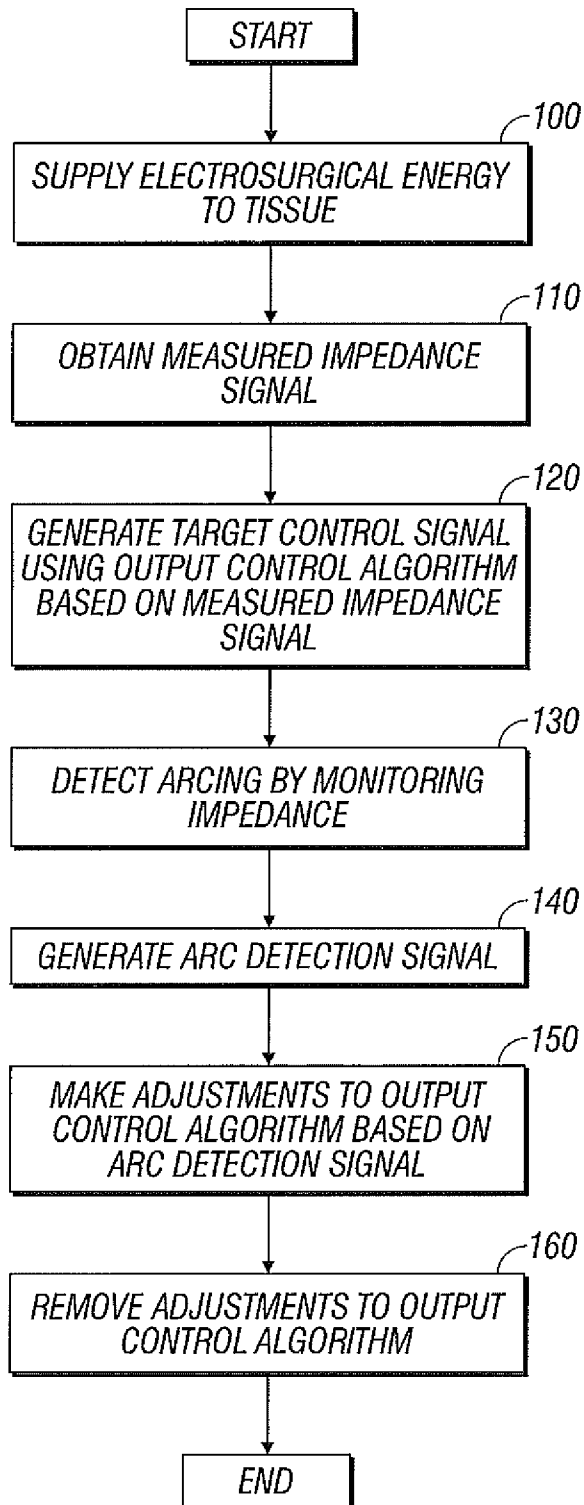 START
100
SUPPLY ELECTROSURGICAL ENERGY
TO TISSUE
110
OBTAIN MEASURED IMPEDANCE
SIGNAL
120
GENERATE TARGET CONTROL SIGNAL
USING OUTPUT CONTROL ALGORITHM
BASED ON MEASURED IMPEDANCE
SIGNAL
130
DETECT ARCING BY MONITORING
IMPEDANCE
140
GENERATE ARC DETECTION SIGNAL
150
MAKE ADJUSTMENTS TO OUTPUT
CONTROL ALGORITHM BASED ON
ARC DETECTION SIGNAL
160
REMOVE ADJUSTMENTS TO OUTPUT
CONTROL ALGORITHM
END